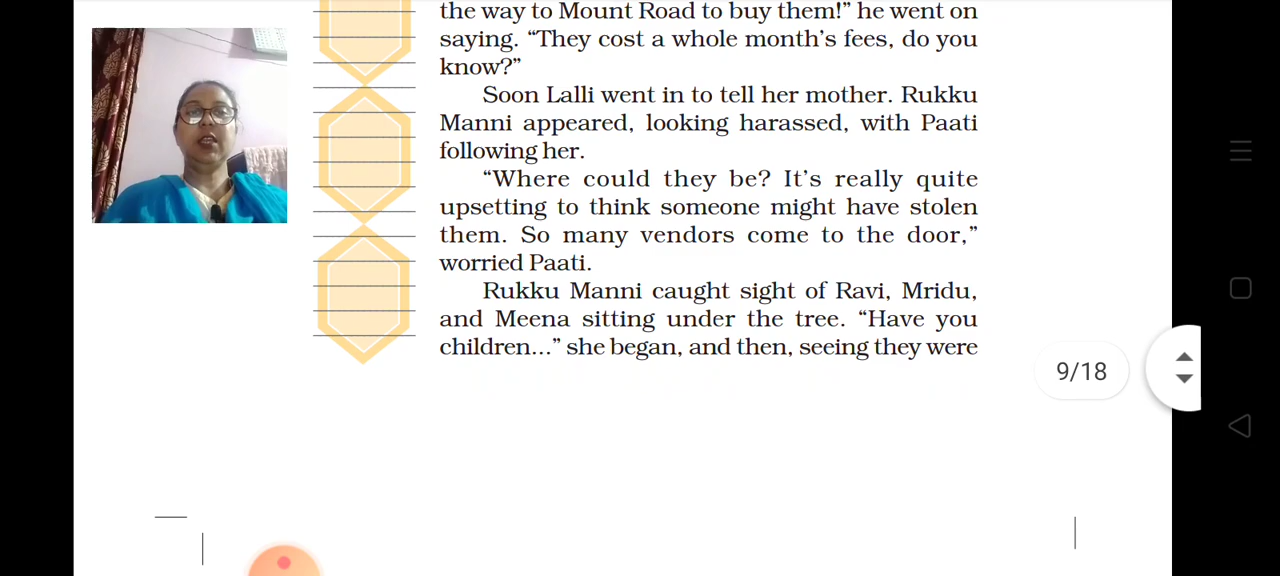 the way to Mount Road to buy them!” he went on
saying. “They cost a whole month’s fees, do you
know?”
Soon Lalli went in to tell her mother. Rukku
Manni appeared, looking harassed, with Paati
following her.
“Where could they be? It’s really quite
upsetting to think someone might have stolen
them. So many vendors come to the door,”
worried Paati.
Rukku Manni caught sight of Ravi, Mridu,
and Meena sitting under the tree. “Have you
children...” she began, and then, seeing they were
9/18